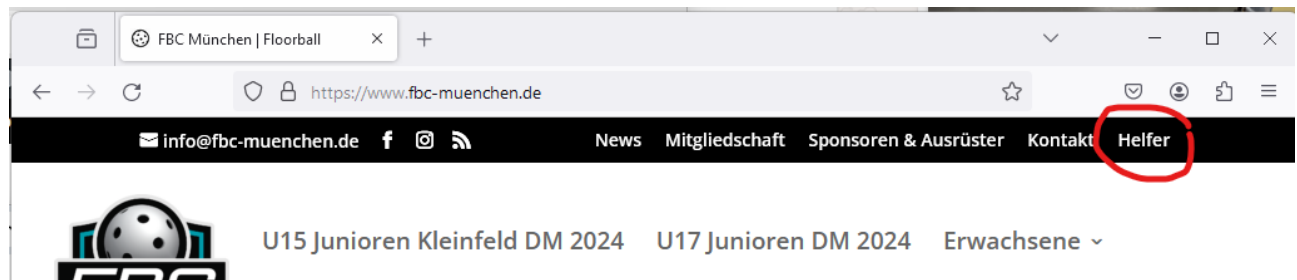 FBC München | Floorball
https://www.fbc-muenchen.de
info@fbc-muenchen.de News Mitgliedschaft Sponsoren & Ausrüster Kontakt Helfer
U15 Junioren Kleinfeld DM 2024 U17 Junioren DM 2024 Erwachsene
FBC